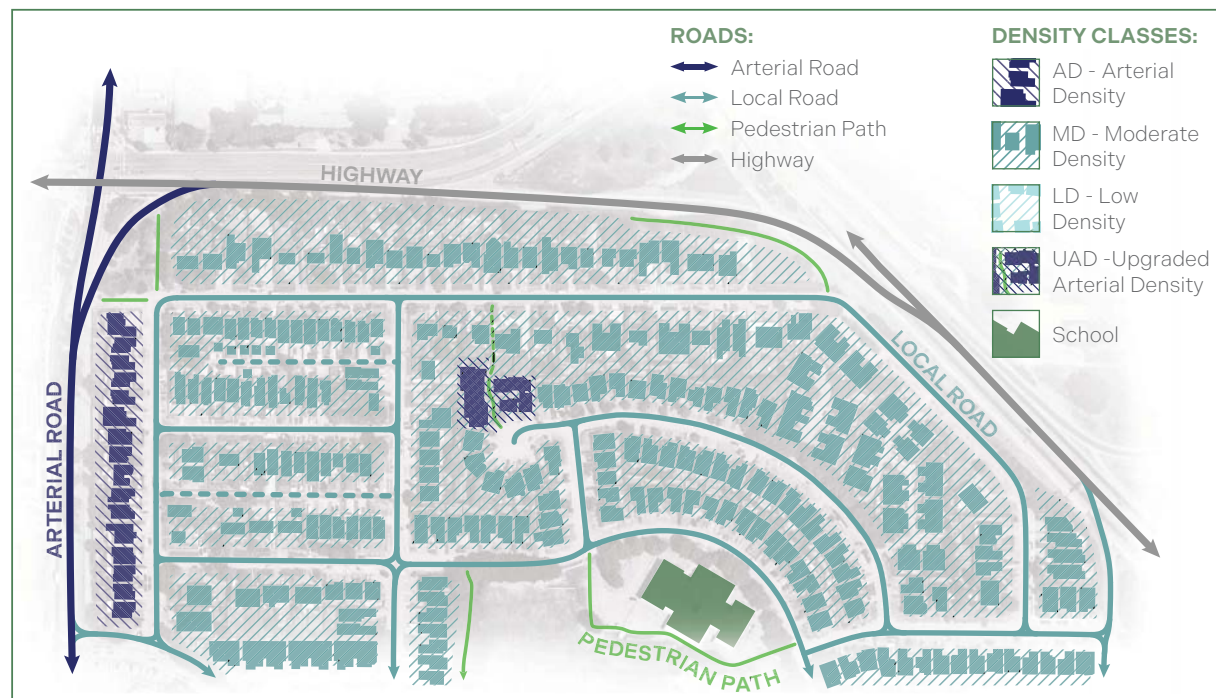 ROADS:
Arterial Road
Local Road
Pedestrian Path
Highway
DENSITY CLASSES:
AD - Arterial
Density
MD - Moderate
Density
LD - Low
Density
UAD -Upgraded
Arterial Density
School
HIGHWAY
ARTERIAL ROAD
LOCAL ROAD
PEDESTRIAN PATH